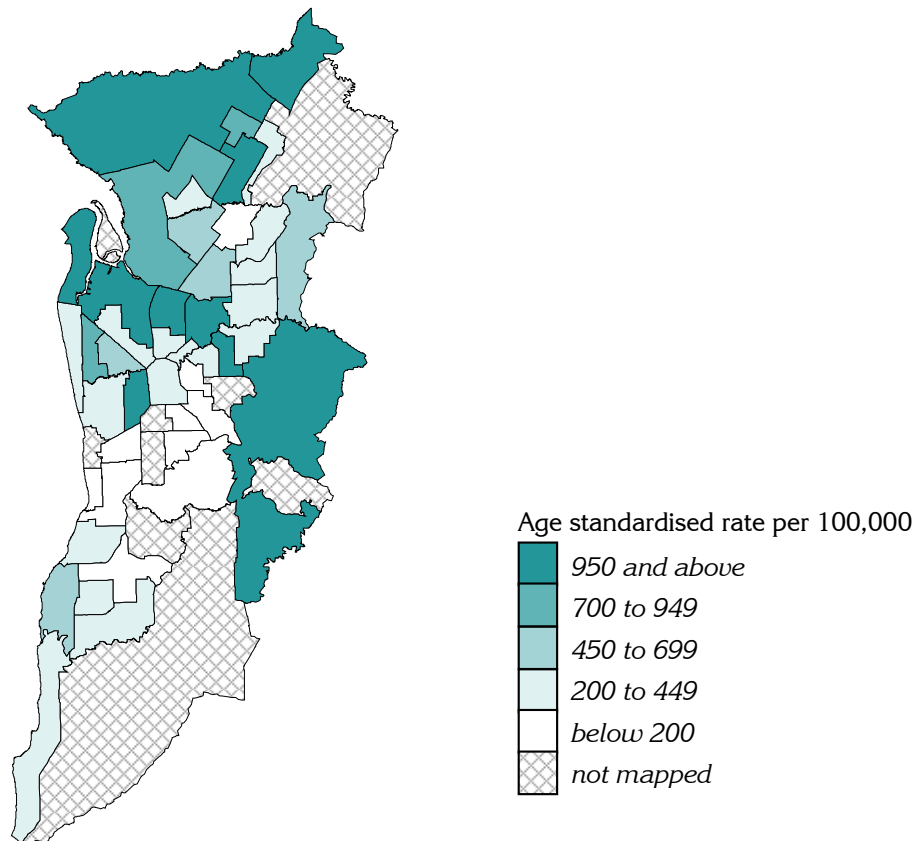 Age standardised rate per 100,000
950 and above
700 to 949
450 to 699
200 to 449
below 200
not mapped